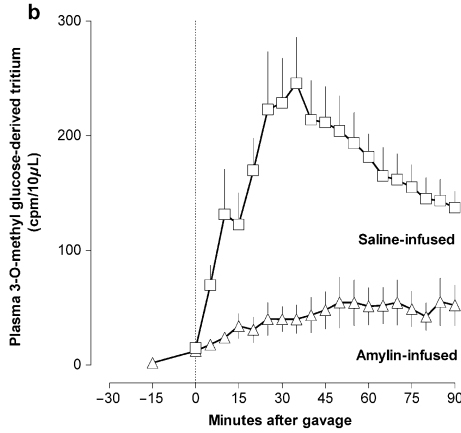 b
300
200
100
0
Plasma 3-O-methyl glucose-derived tritium
(cpm/10µL)
Saline-infused
Amylin-infused
−30 −15 0 15 30 45 60 75 90
Minutes after gavage